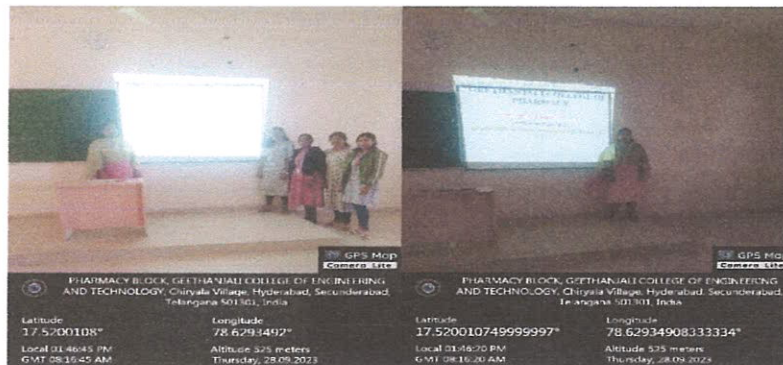 GEETHANJALI COLLEGE OF
PHARMACY
GPS Map
Camera Lite
PHARMACY BLOCK, GEETHANJALI COLLEGE OF ENGINEERING
AND TECHNOLOGY, Chiryala Village, Hyderabad, Secunderabad,
Telangana 501301, India
Latitude
17.5200108°
Longitude
78.6293492°
Local 01:46:45 PM
GMT 08:16:45 AM
Altitude 525 meters
Thursday, 28.09.2023
GPS Map
Camera Lite
PHARMACY BLOCK, GEETHANJALI COLLEGE OF ENGINEERING
AND TECHNOLOGY, Chiryala Village, Hyderabad, Secunderabad,
Telangana 501301, India
Latitude
17.520010749999997°
Longitude
78.62934908333334°
Local 01:46:20 PM
GMT 08:16:20 AM
Altitude 525 meters
Thursday, 28.09.2023